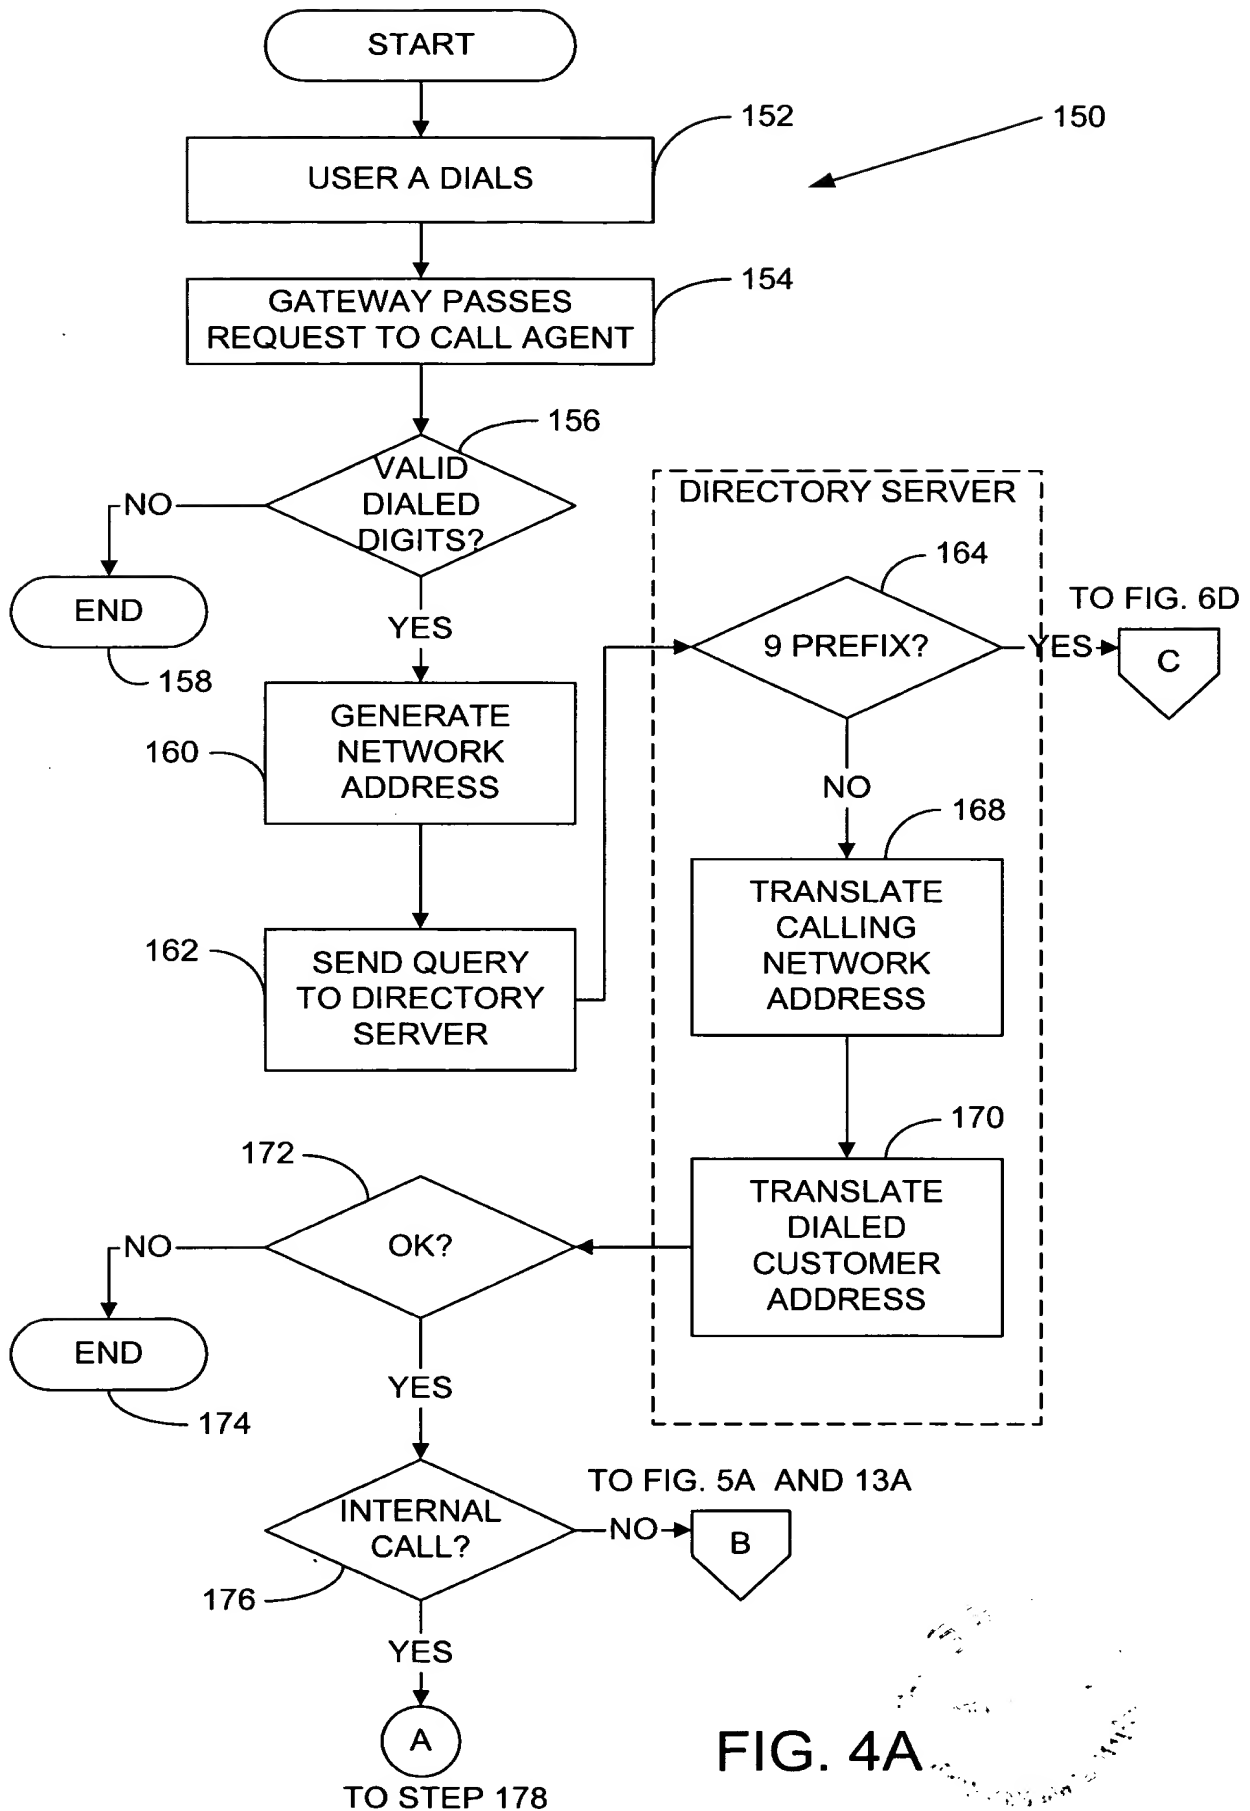 START
152
150
USER A DIALS
154
GATEWAY PASSES
REQUEST TO CALL AGENT
156
VALID
DIALED
DIGITS?
NO
END
158
YES
DIRECTORY SERVER
164
9 PREFIX?
YES
TO FIG. 6D
C
160
GENERATE
NETWORK
ADDRESS
NO
168
162
SEND QUERY
TO DIRECTORY
SERVER
TRANSLATE
CALLING
NETWORK
ADDRESS
170
TRANSLATE
DIALED
CUSTOMER
ADDRESS
172
OK?
NO
END
174
YES
TO FIG. 5A AND 13A
INTERNAL
CALL?
NO
B
176
YES
A
TO STEP 178
FIG. 4A